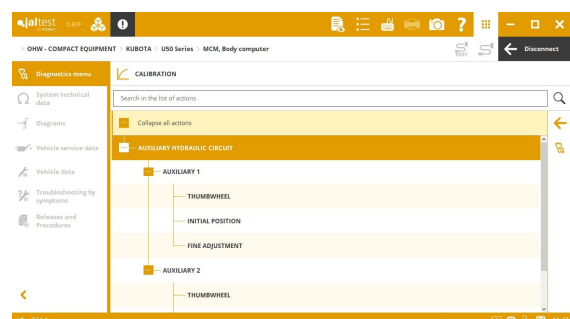 jaltest GRP
OHW - COMPACT EQUIPMENT > KUBOTA > U50 Series > MCM, Body computer
TEST
Disconnect
Diagnostics menu
CALIBRATION
System technical data
Search in the list of actions
Diagrams
Collapse all actions
Vehicle service data
AUXILIARY HYDRAULIC CIRCUIT
Vehicle data
AUXILIARY 1
Troubleshooting by symptoms
THUMBWHEEL
Releases and Procedures
INITIAL POSITION
FINE ADJUSTMENT
AUXILIARY 2
THUMBWHEEL